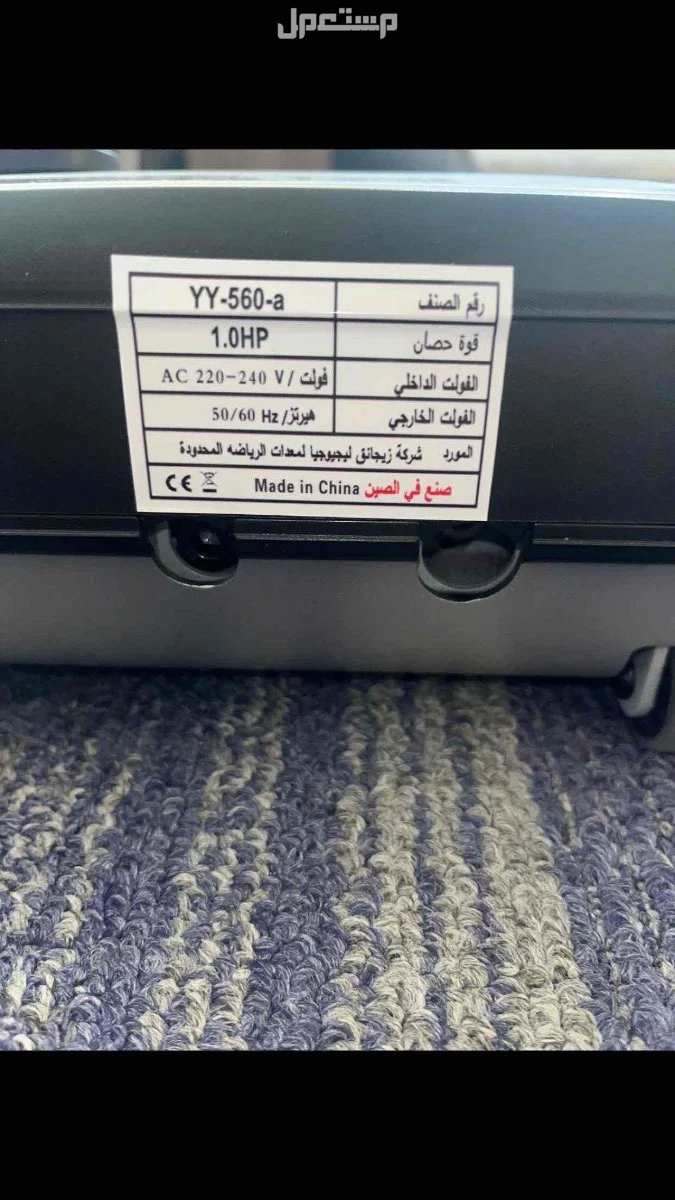 مستعمل
رقم الصنف YY-560-a
قوة حصان 1.0HP
الفولت الداخلي AC 220-240 V / فولت
الفولت الخارجي 50/60 Hz /هيرتز
المورد شركة زيجانق ليجيوجيا لمعدات الرياضه المحدودة
صنع في الصين Made in China CE